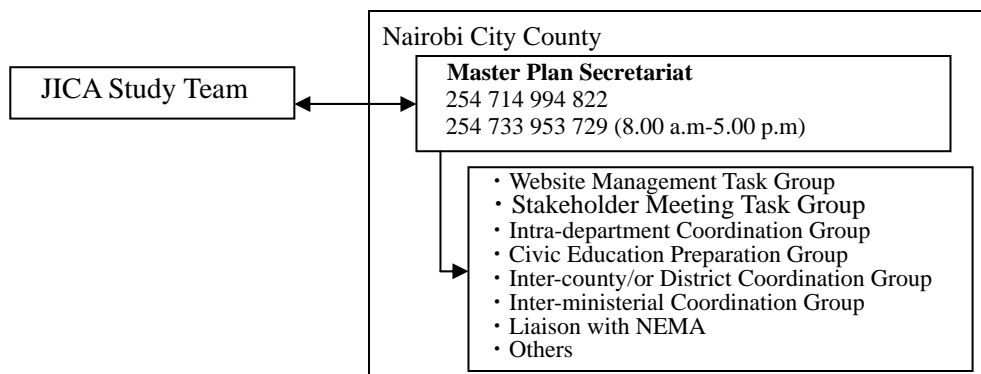 Nairobi City County
JICA Study Team
Master Plan Secretariat
254 714 994 822
254 733 953 729 (8.00 a.m-5.00 p.m)
・Website Management Task Group
・Stakeholder Meeting Task Group
・Intra-department Coordination Group
・Civic Education Preparation Group
・Inter-county/or District Coordination Group
・Inter-ministerial Coordination Group
・Liaison with NEMA
・Others